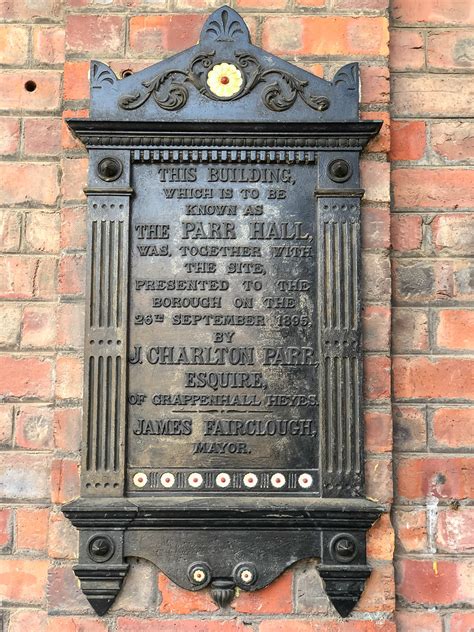 THIS BUILDING,
WHICH IS TO BE
KNOWN AS
THE PARR HALL,
WAS, TOGETHER WITH
THE SITE,
PRESENTED TO THE
BOROUGH ON THE
26TH SEPTEMBER 1895,
BY
J. CHARLTON PARR,
ESQUIRE,
OF GRAPPENHALL HEYES.
JAMES FAIRCLOUGH,
MAYOR.